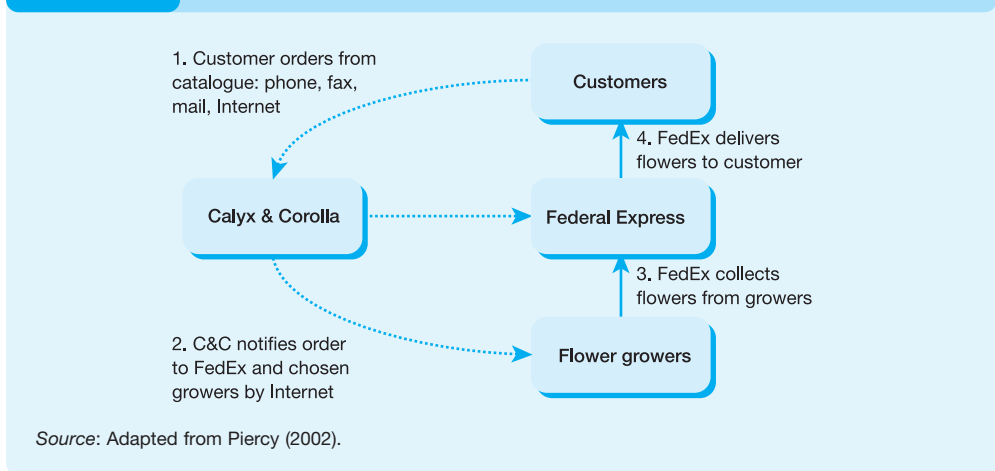 1. Customer orders from
catalogue: phone, fax,
mail, Internet
Customers
4. FedEx delivers
flowers to customer
Calyx & Corolla
Federal Express
3. FedEx collects
flowers from growers
2. C&C notifies order
to FedEx and chosen
growers by Internet
Flower growers
Source: Adapted from Piercy (2002).